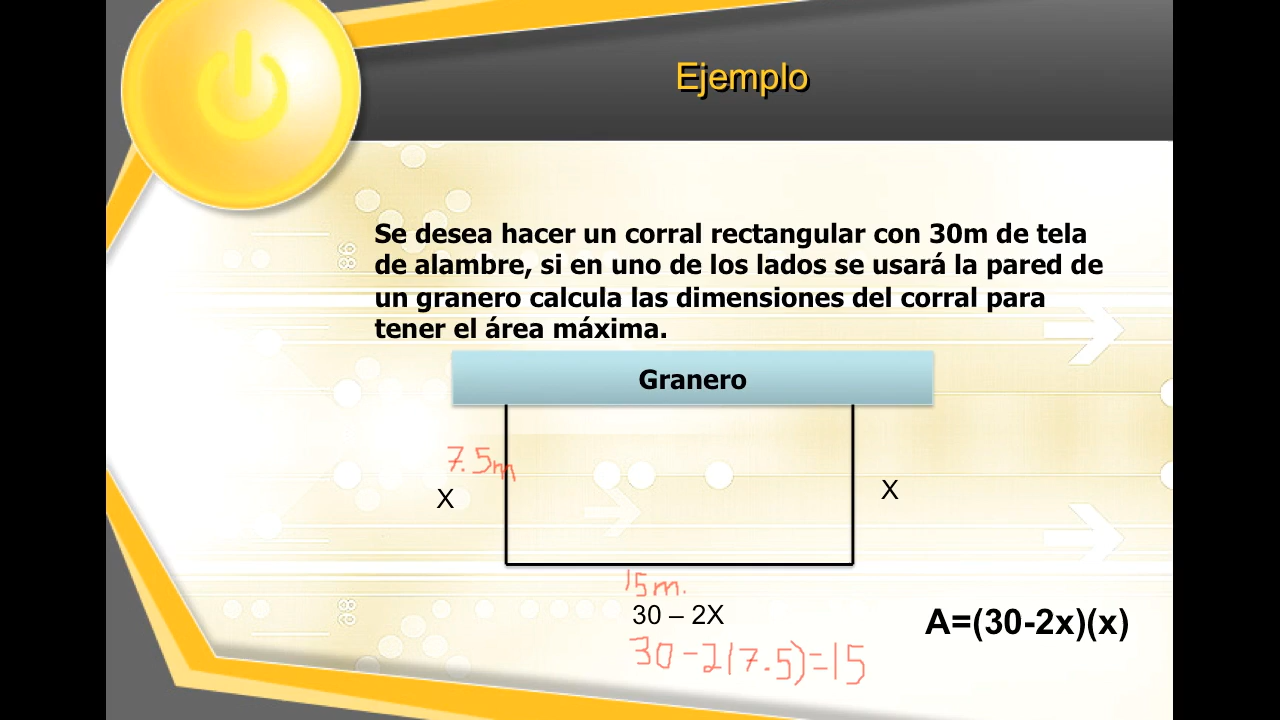 Ejemplo
Se desea hacer un corral rectangular con 30m de tela
de alambre, si en uno de los lados se usará la pared de
un granero calcula las dimensiones del corral para
tener el área máxima.
Granero
7.5m
X
X
15m.
30 – 2X
A=(30-2x)(x)
30-2(7.5)=15